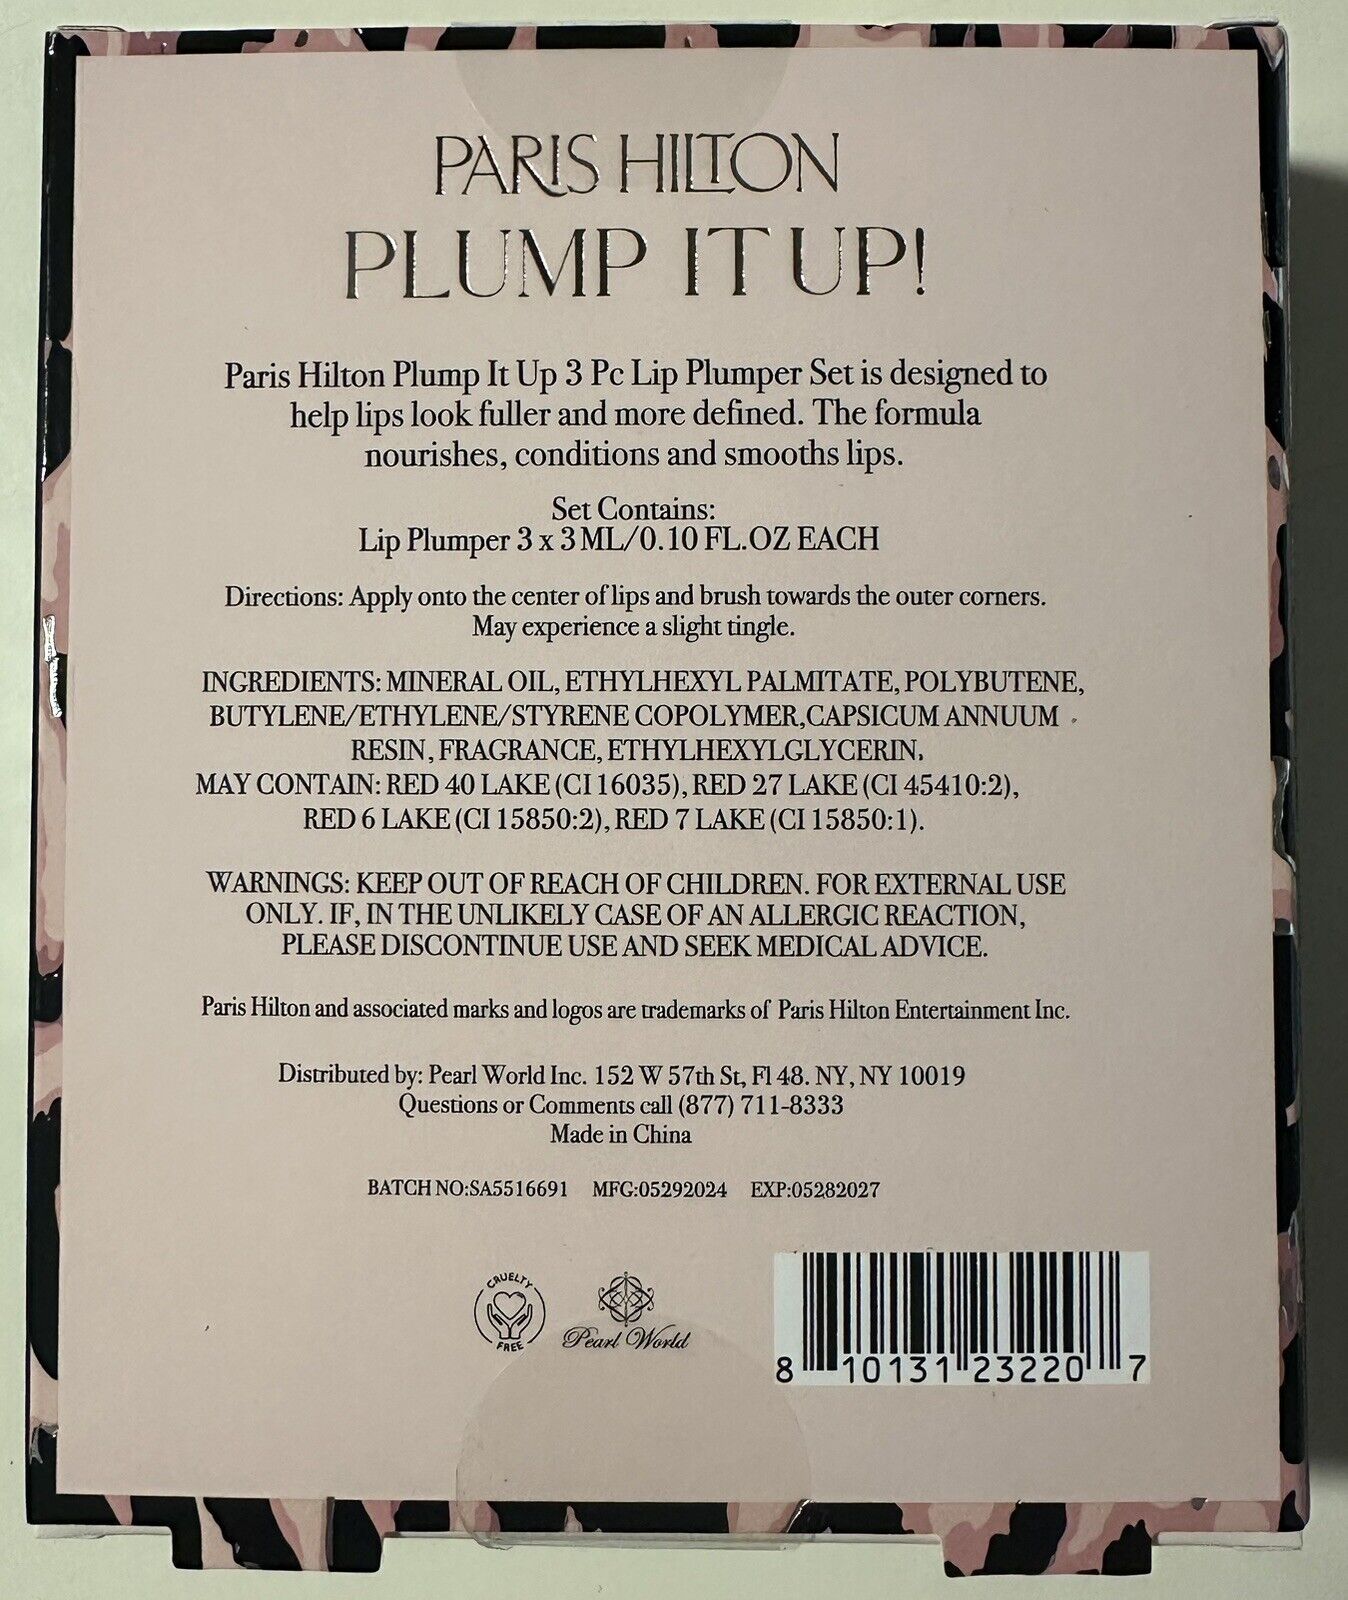 PARIS HILTON
PLUMP IT UP!
Paris Hilton Plump It Up 3 Pc Lip Plumper Set is designed to
help lips look fuller and more defined. The formula
nourishes, conditions and smooths lips.
Set Contains:
Lip Plumper 3 x 3 ML/0.10 FL.OZ EACH
Directions: Apply onto the center of lips and brush towards the outer corners.
May experience a slight tingle.
INGREDIENTS: MINERAL OIL, ETHYLHEXYL PALMITATE, POLYBUTENE,
BUTYLENE/ETHYLENE/STYRENE COPOLYMER,CAPSICUM ANNUUM
RESIN, FRAGRANCE, ETHYLHEXYLGLYCERIN.
MAY CONTAIN: RED 40 LAKE (CI 16035), RED 27 LAKE (CI 45410:2),
RED 6 LAKE (CI 15850:2), RED 7 LAKE (CI 15850:1).
WARNINGS: KEEP OUT OF REACH OF CHILDREN. FOR EXTERNAL USE
ONLY. IF, IN THE UNLIKELY CASE OF AN ALLERGIC REACTION,
PLEASE DISCONTINUE USE AND SEEK MEDICAL ADVICE.
Paris Hilton and associated marks and logos are trademarks of Paris Hilton Entertainment Inc.
Distributed by: Pearl World Inc. 152 W 57th St, Fl 48. NY, NY 10019
Questions or Comments call (877) 711-8333
Made in China
BATCH NO:SA5516691 MFG:05292024 EXP:05282027
CRUELTY
FREE
Pearl World
8 10131 23220 7